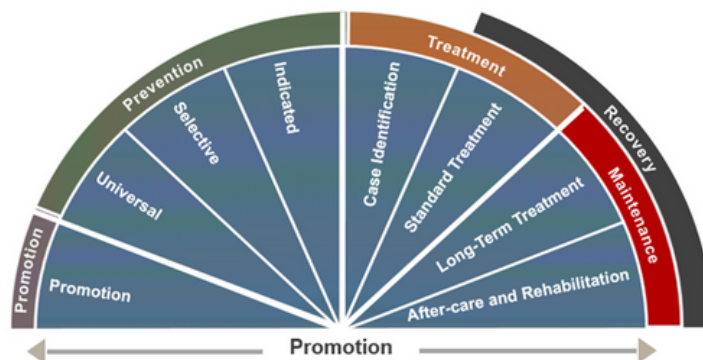 Promotion
Prevention
Treatment
Recovery
Maintenance
Promotion
Universal
Selective
Indicated
Case Identification
Standard Treatment
Long-Term Treatment
After-care and Rehabilitation
Promotion